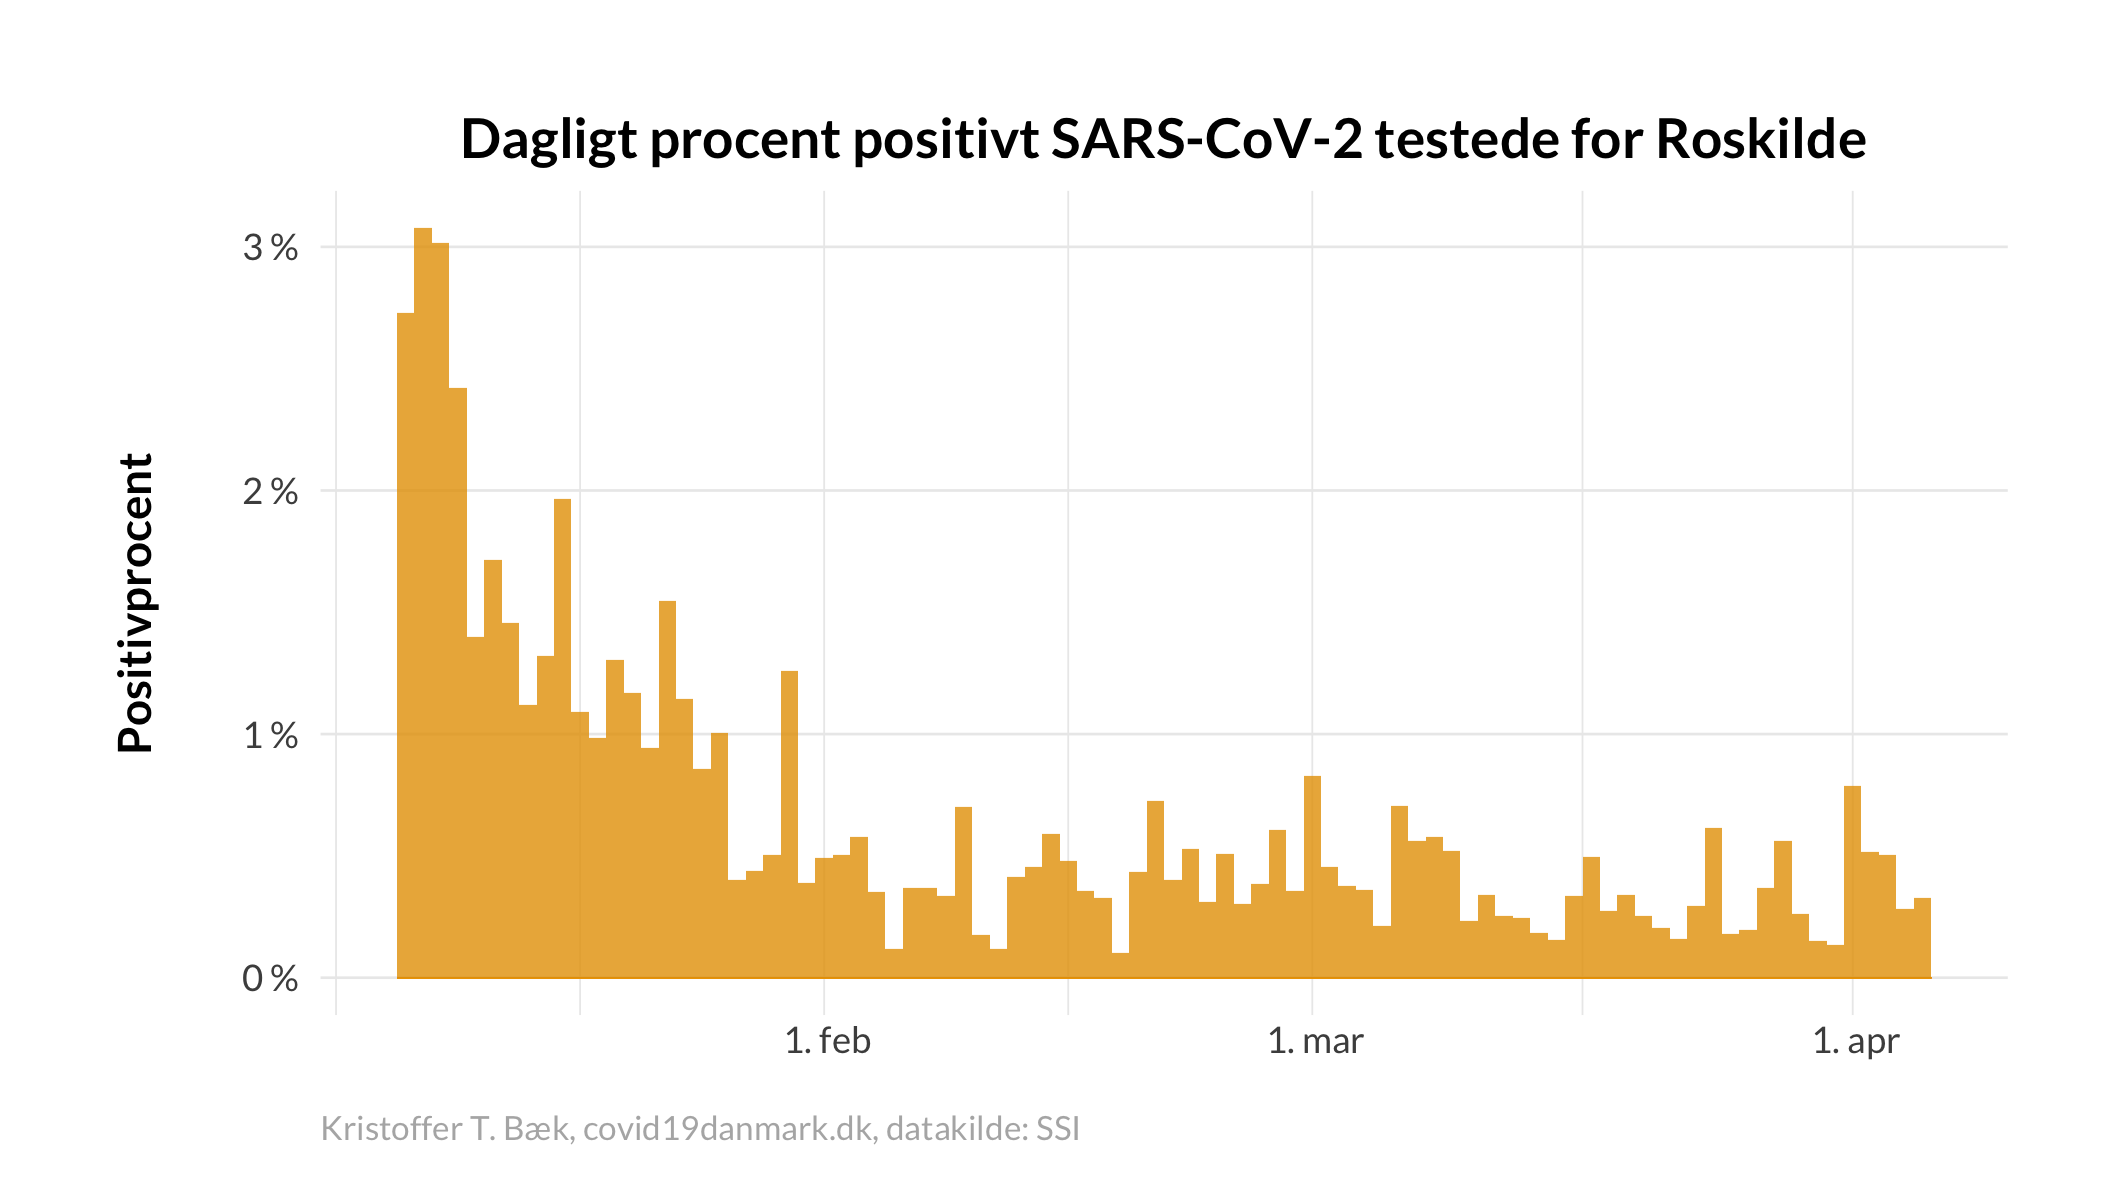 Dagligt procent positivt SARS-CoV-2 testede for Roskilde
Positivprocent
3 %
2 %
1 %
0 %
1. feb
1. mar
1. apr
Kristoffer T. Bæk, covid19danmark.dk, datakilde: SSI